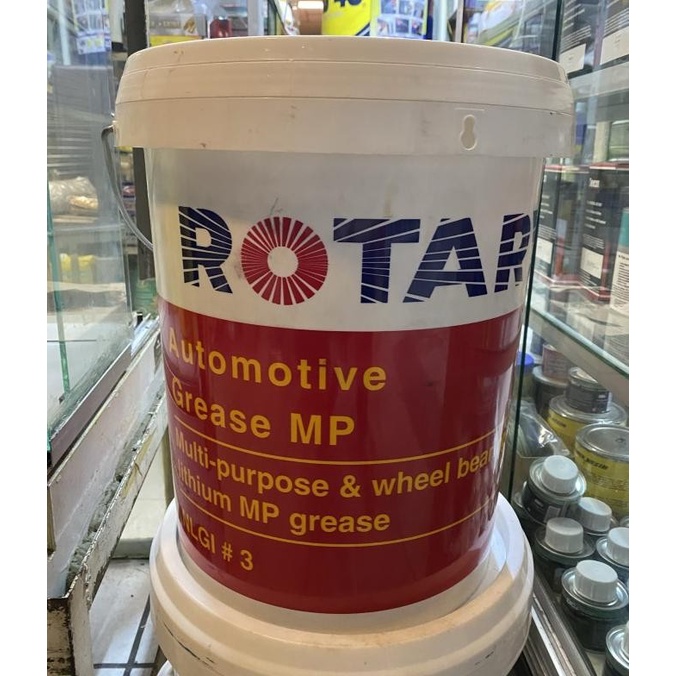 ROTAR
Automotive
Grease MP
Multi-purpose & wheel bea
lithium MP grease
NLGI # 3